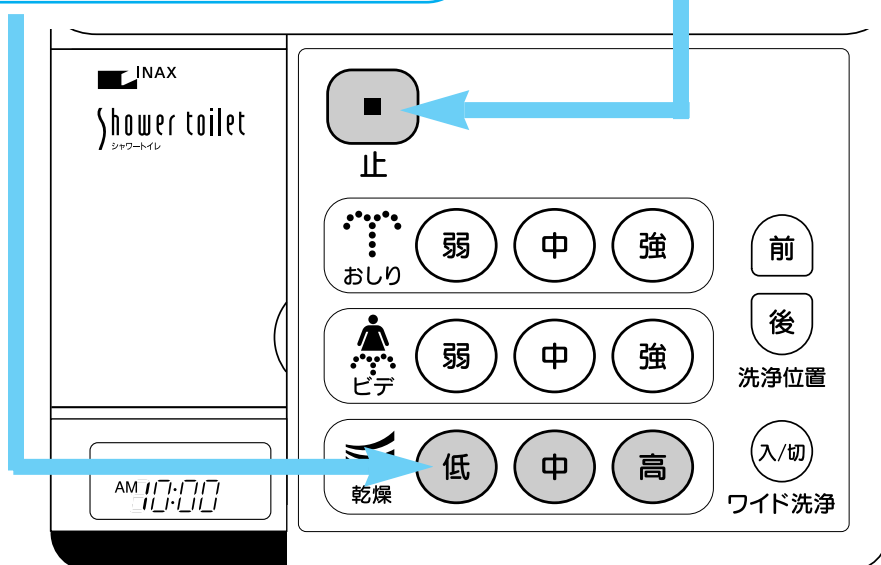 INAX
Shower toilet
シャワートイレ
止
おしり 弱 中 強
前
後
洗浄位置
ビデ 弱 中 強
乾燥 低 中 高
入/切
ワイド洗浄
AM 10:00